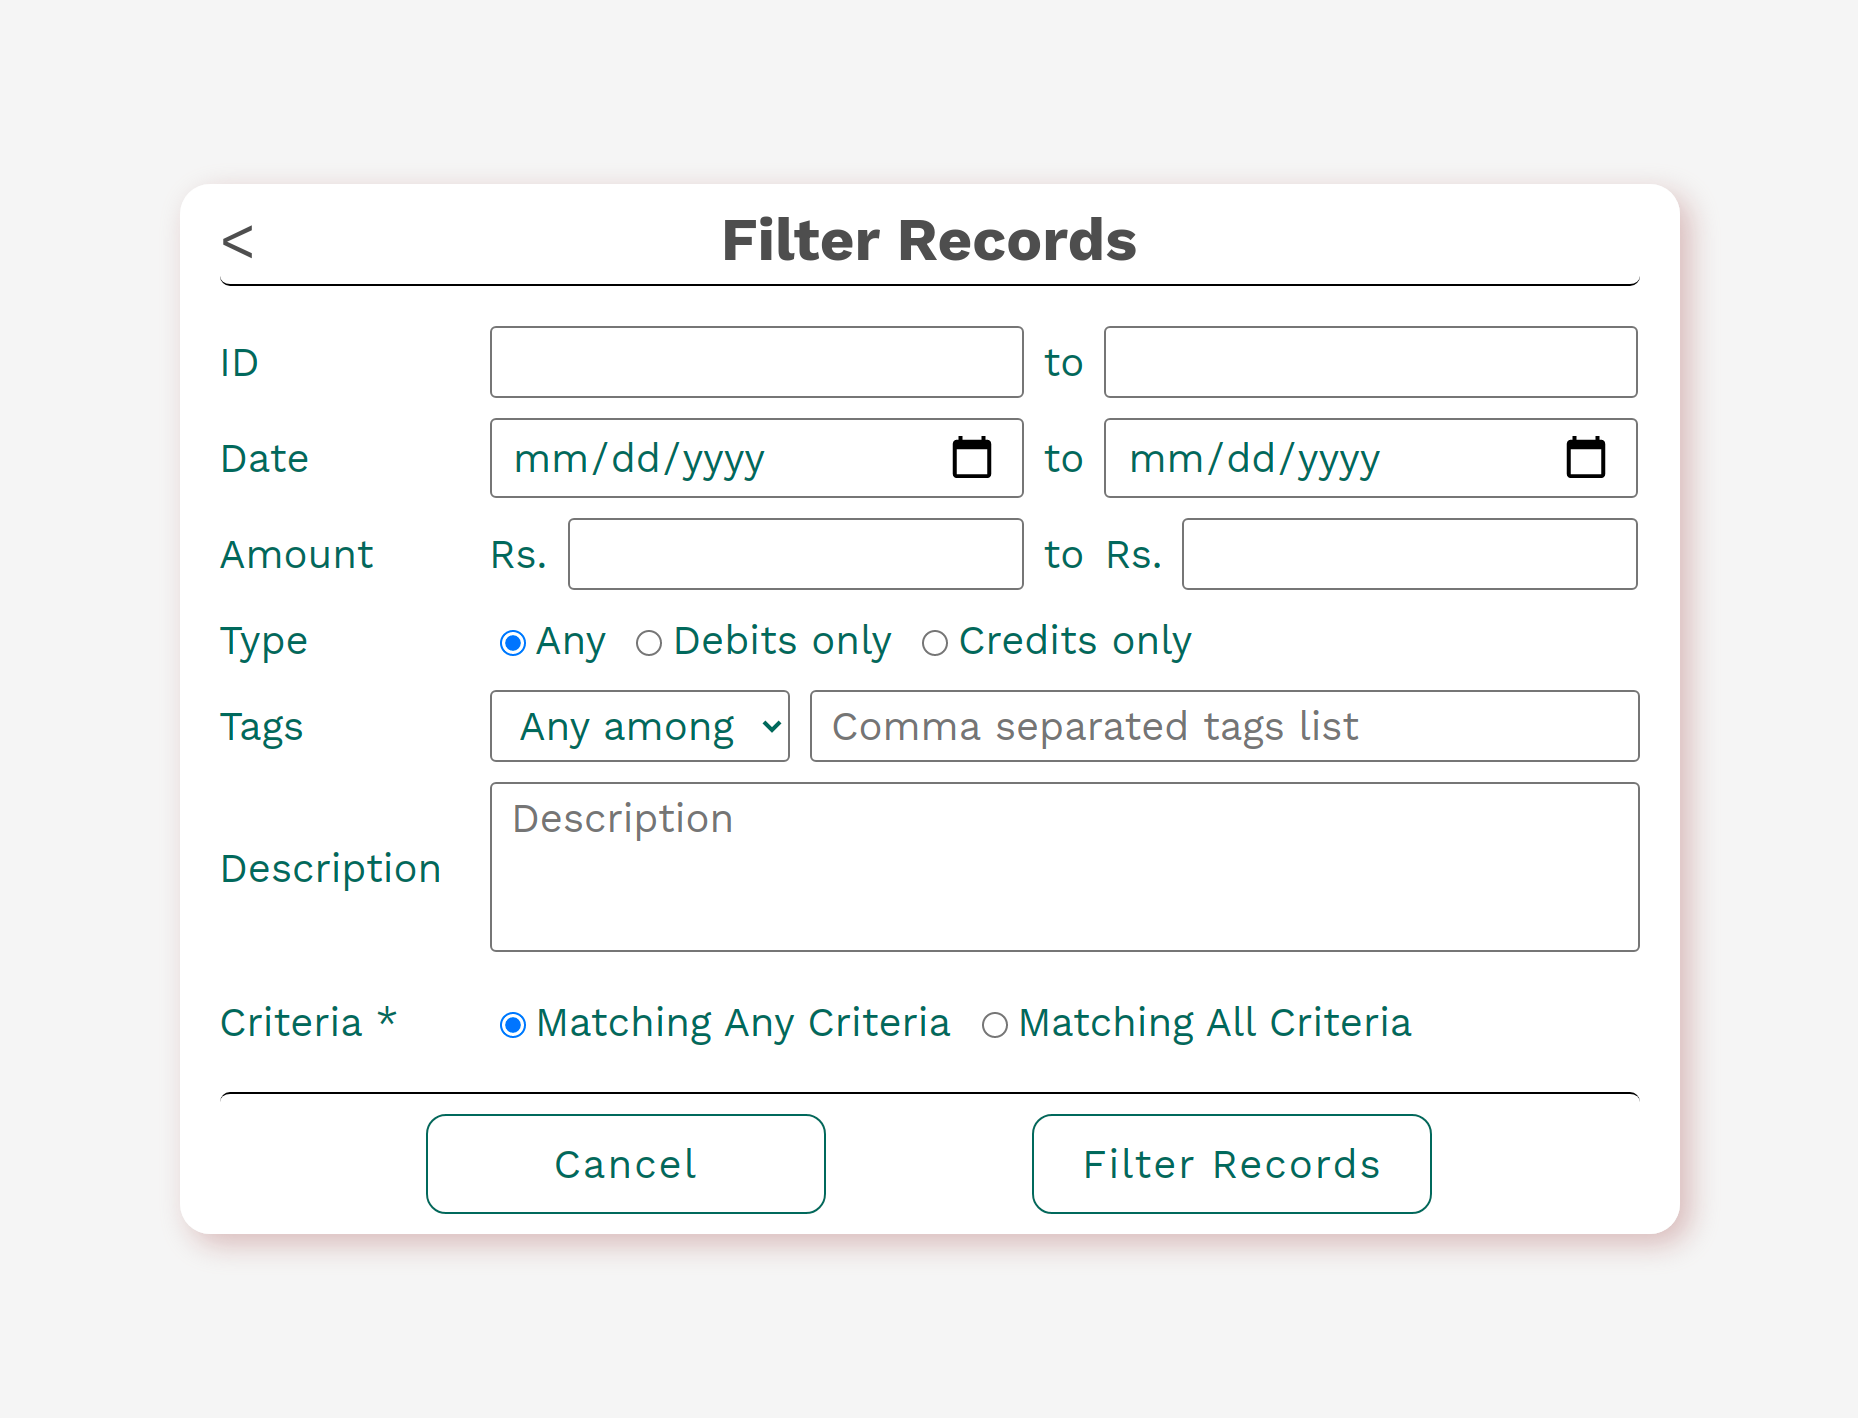 < Filter Records
ID to
Date mm/dd/yyyy to mm/dd/yyyy
Amount Rs. to Rs.
Type Any Debits only Credits only
Tags Any among Comma separated tags list
Description
Description
Criteria * Matching Any Criteria Matching All Criteria
Cancel Filter Records